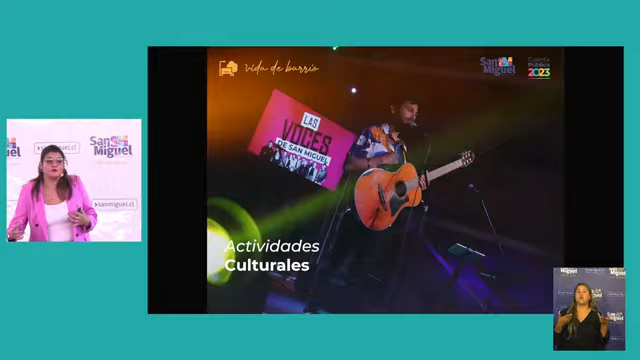 vida de barrio
San
Miguel
Cuenta
Pública
2023
LAS
VOCES
DE SAN MIGUEL
Actividades
Culturales
sanmiguel.cl
San
Miguel
sanmiguel.cl
Miguel